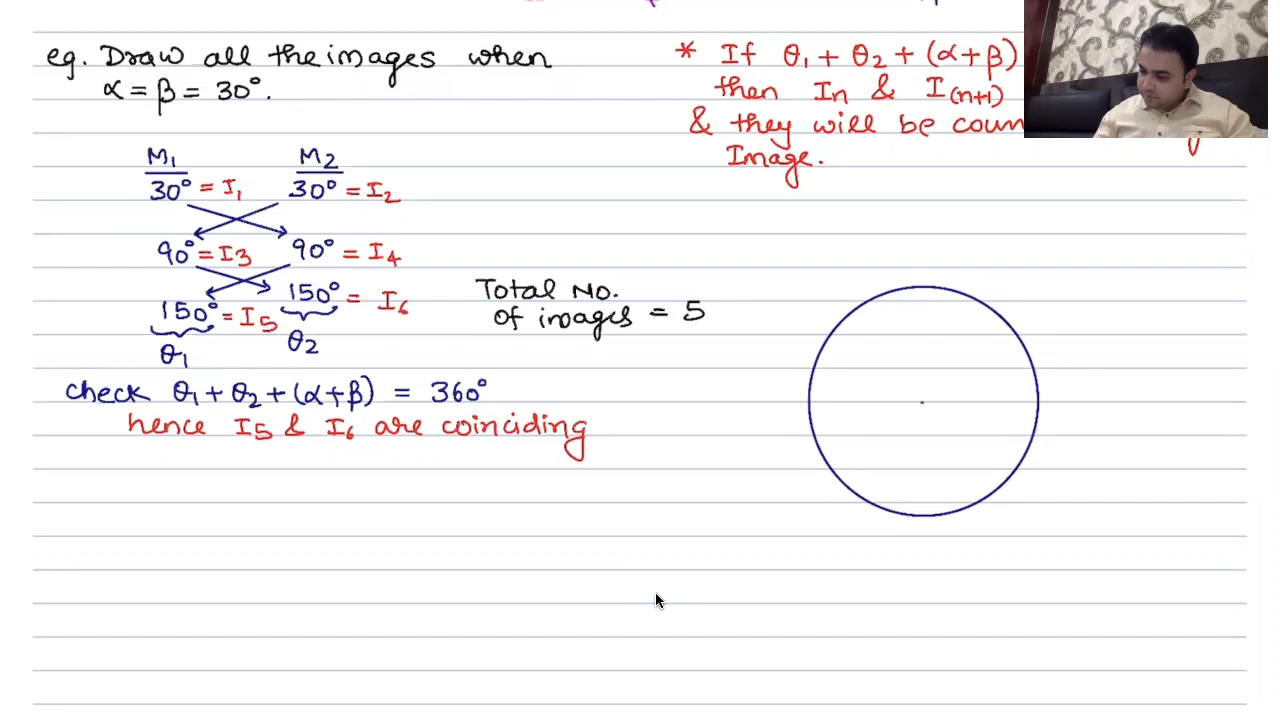 eg. Draw all the images when
α = β = 30°.
* If θ₁ + θ₂ + (α+β)
then In & I(n+1)
& they will be
Image.
M₁ M₂
30° = I₁ 30° = I₂
90° = I3 90° = I₄
150° = I5 150° = I₆
θ₁ θ₂
Total No.
of images = 5
check θ₁ + θ₂ + (α+β) = 360°
hence I5 & I₆ are coinciding